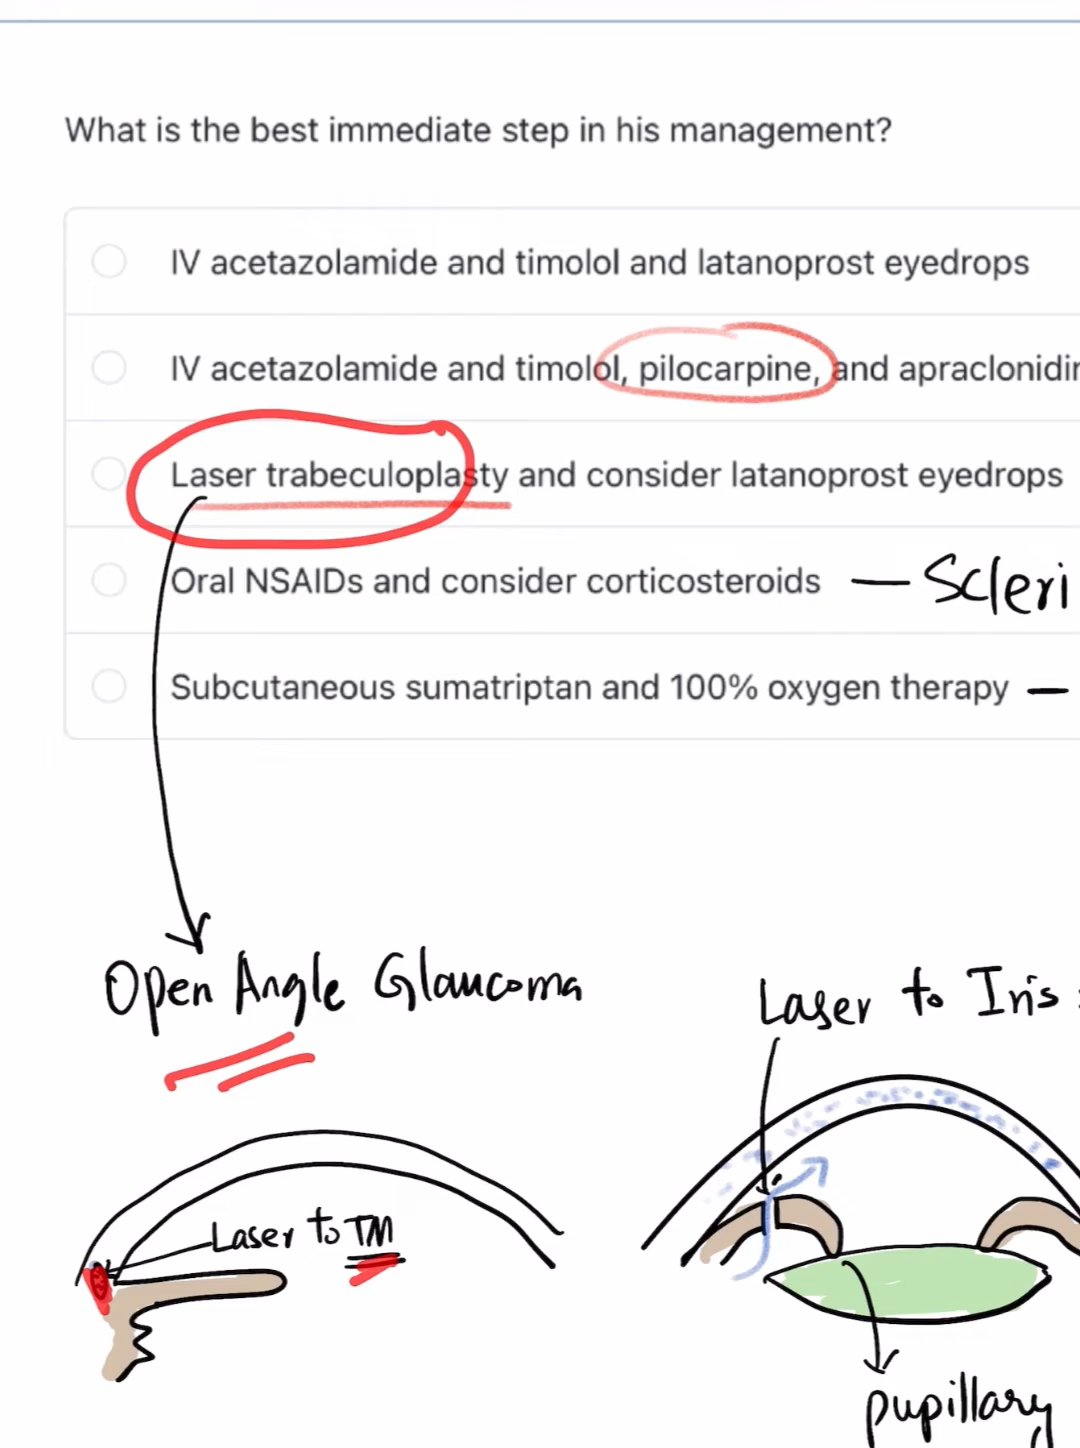 What is the best immediate step in his management?
IV acetazolamide and timolol and latanoprost eyedrops
IV acetazolamide and timolol, pilocarpine, and apraclonidin
Laser trabeculoplasty and consider latanoprost eyedrops
Oral NSAIDs and consider corticosteroids — Scleri
Subcutaneous sumatriptan and 100% oxygen therapy —
Open Angle Glaucoma
Laser to Iris
Laser to TM
pupillary